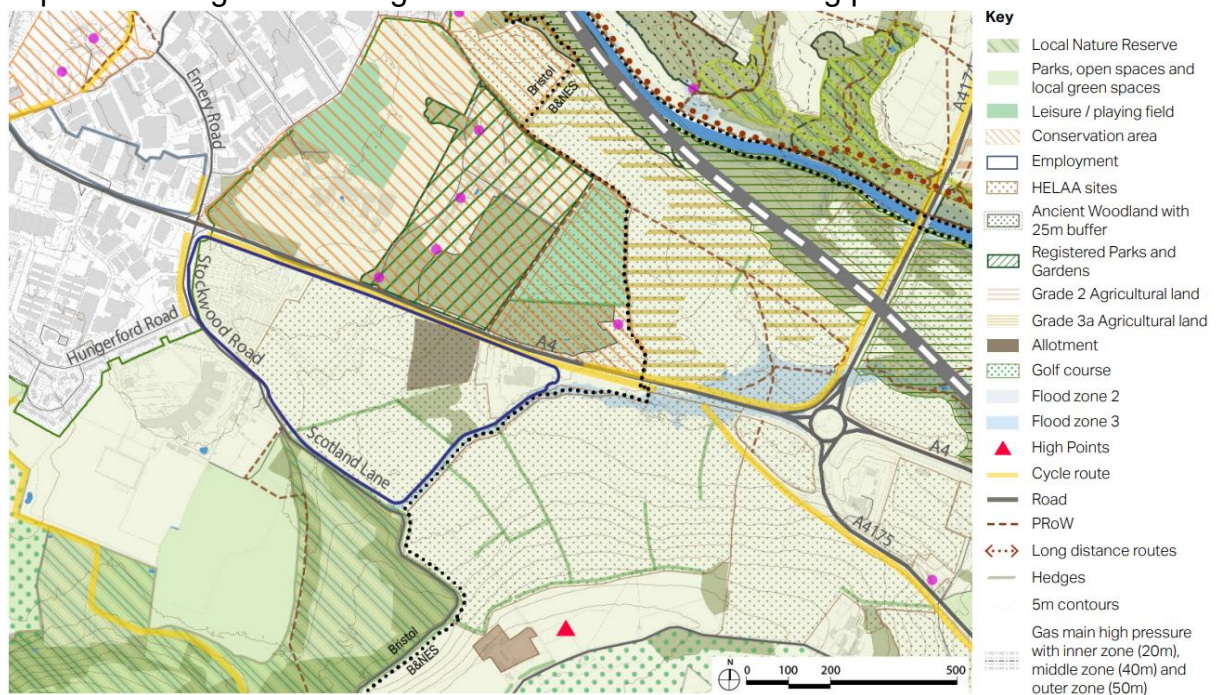 Key
Local Nature Reserve
Parks, open spaces and
local green spaces
Leisure / playing field
Conservation area
Employment
HELAA sites
Ancient Woodland with
25m buffer
Registered Parks and
Gardens
Grade 2 Agricultural land
Grade 3a Agricultural land
Allotment
Golf course
Flood zone 2
Flood zone 3
High Points
Cycle route
Road
PRoW
Long distance routes
Hedges
5m contours
Gas main high pressure
with inner zone (20m),
middle zone (40m) and
outer zone (50m)
Emery Road
Bristol
B&NES
A4174
Stockwood Road
Hungerford Road
A4
Scotland Lane
A4
A4175
Bristol
B&NES
N
0 100 200 500